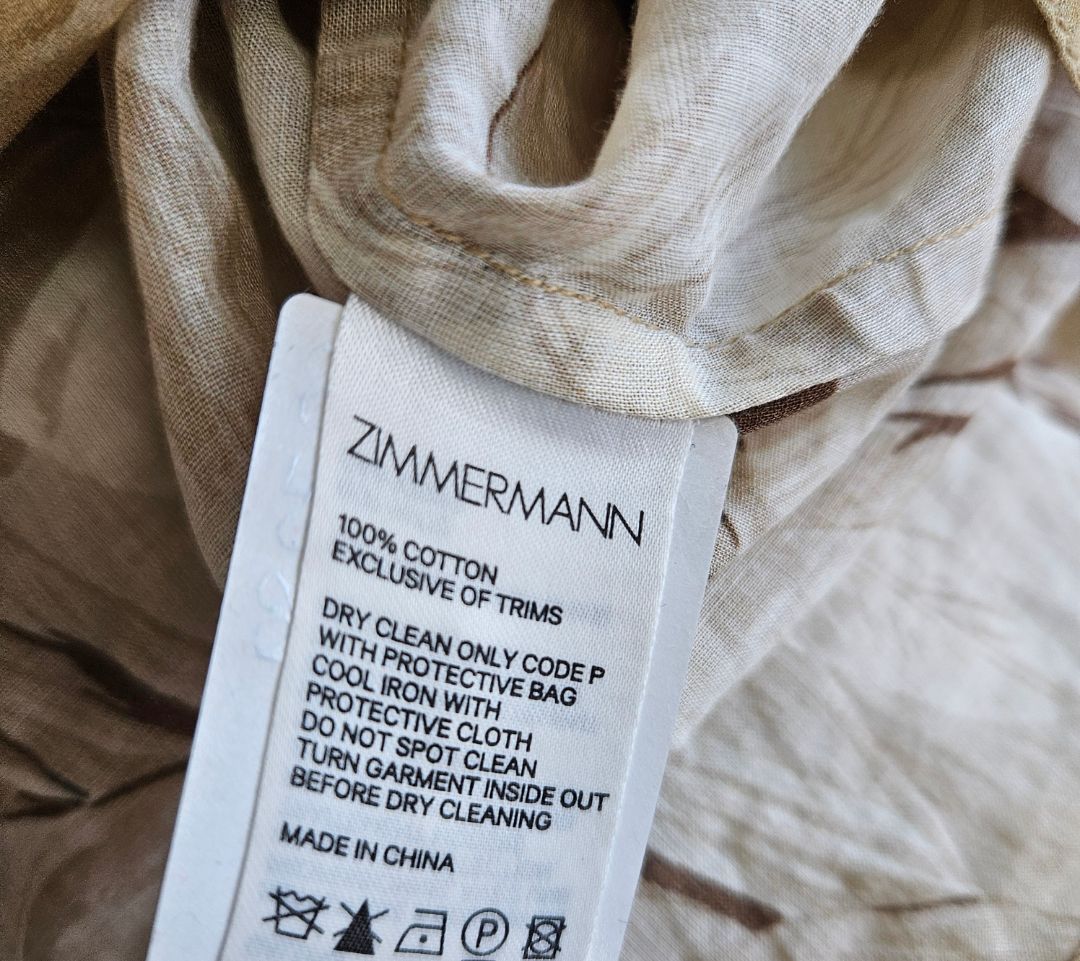 ZIMMERMANN
100% COTTON
EXCLUSIVE OF TRIMS
DRY CLEAN ONLY CODE P
WITH PROTECTIVE BAG
COOL IRON WITH
PROTECTIVE CLOTH
DO NOT SPOT CLEAN
TURN GARMENT INSIDE OUT
BEFORE DRY CLEANING
MADE IN CHINA
P